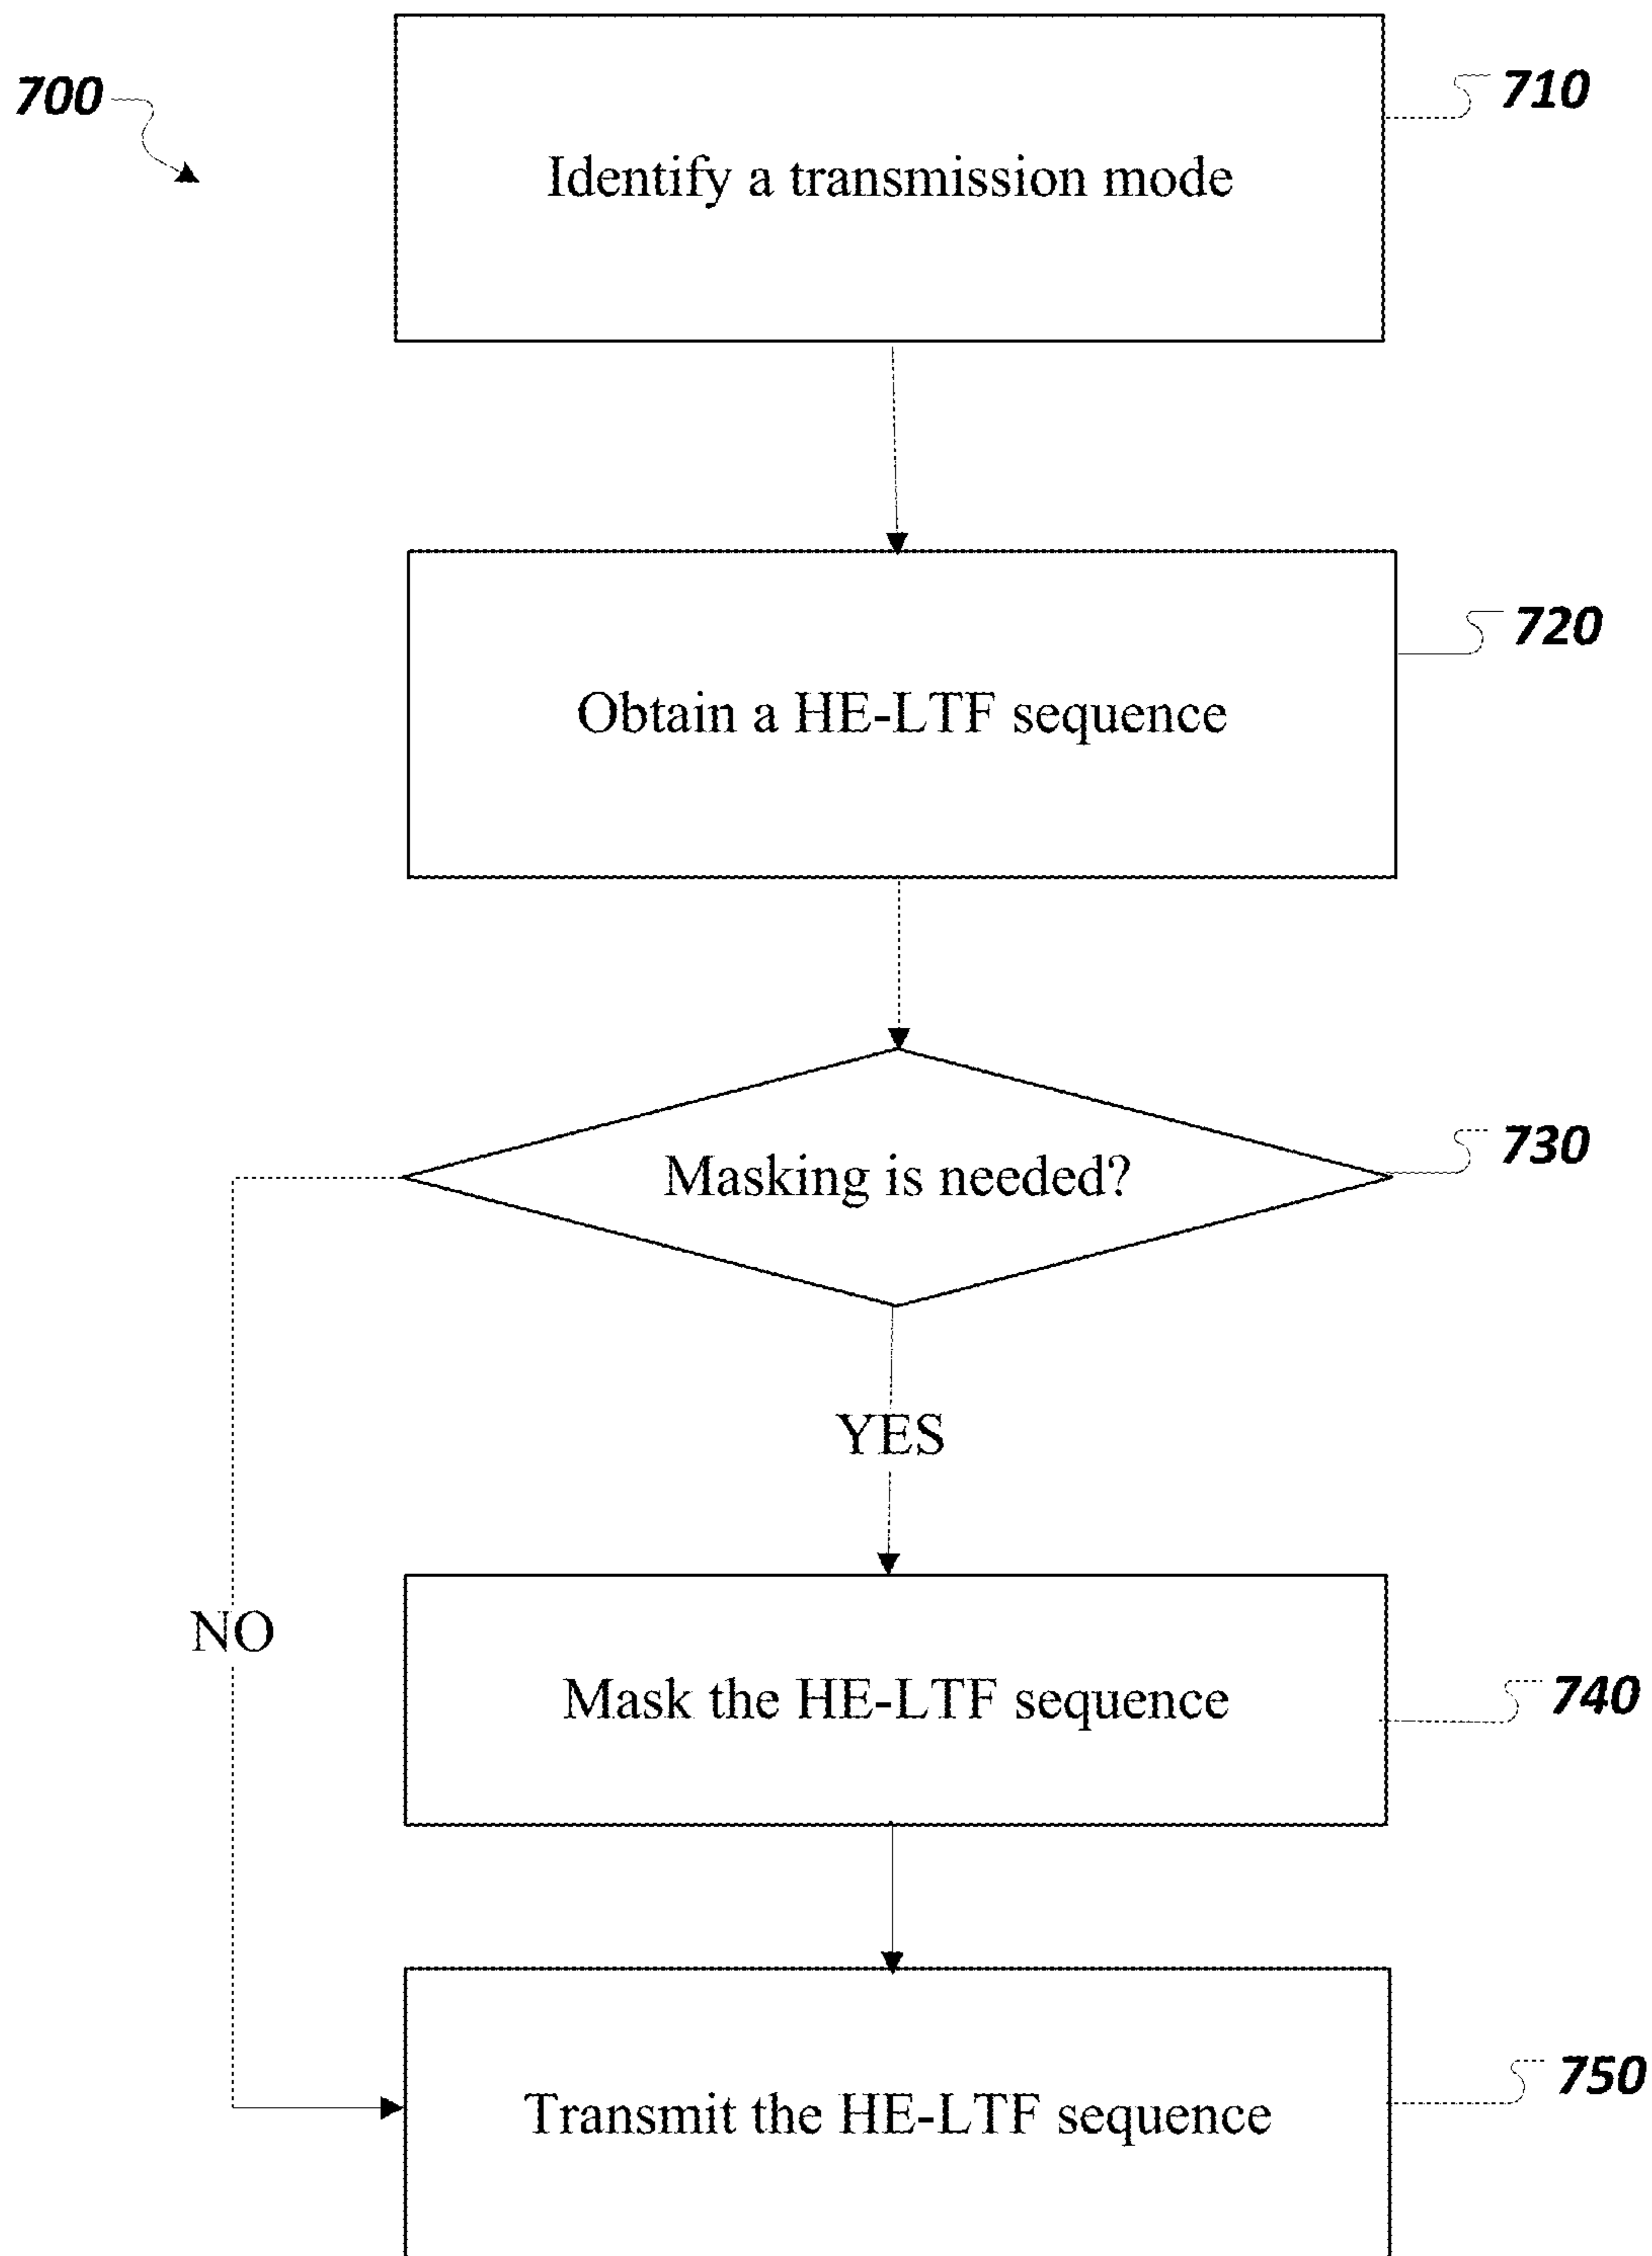 700
710
Identify a transmission mode
720
Obtain a HE-LTF sequence
730
Masking is needed?
YES
NO
740
Mask the HE-LTF sequence
750
Transmit the HE-LTF sequence